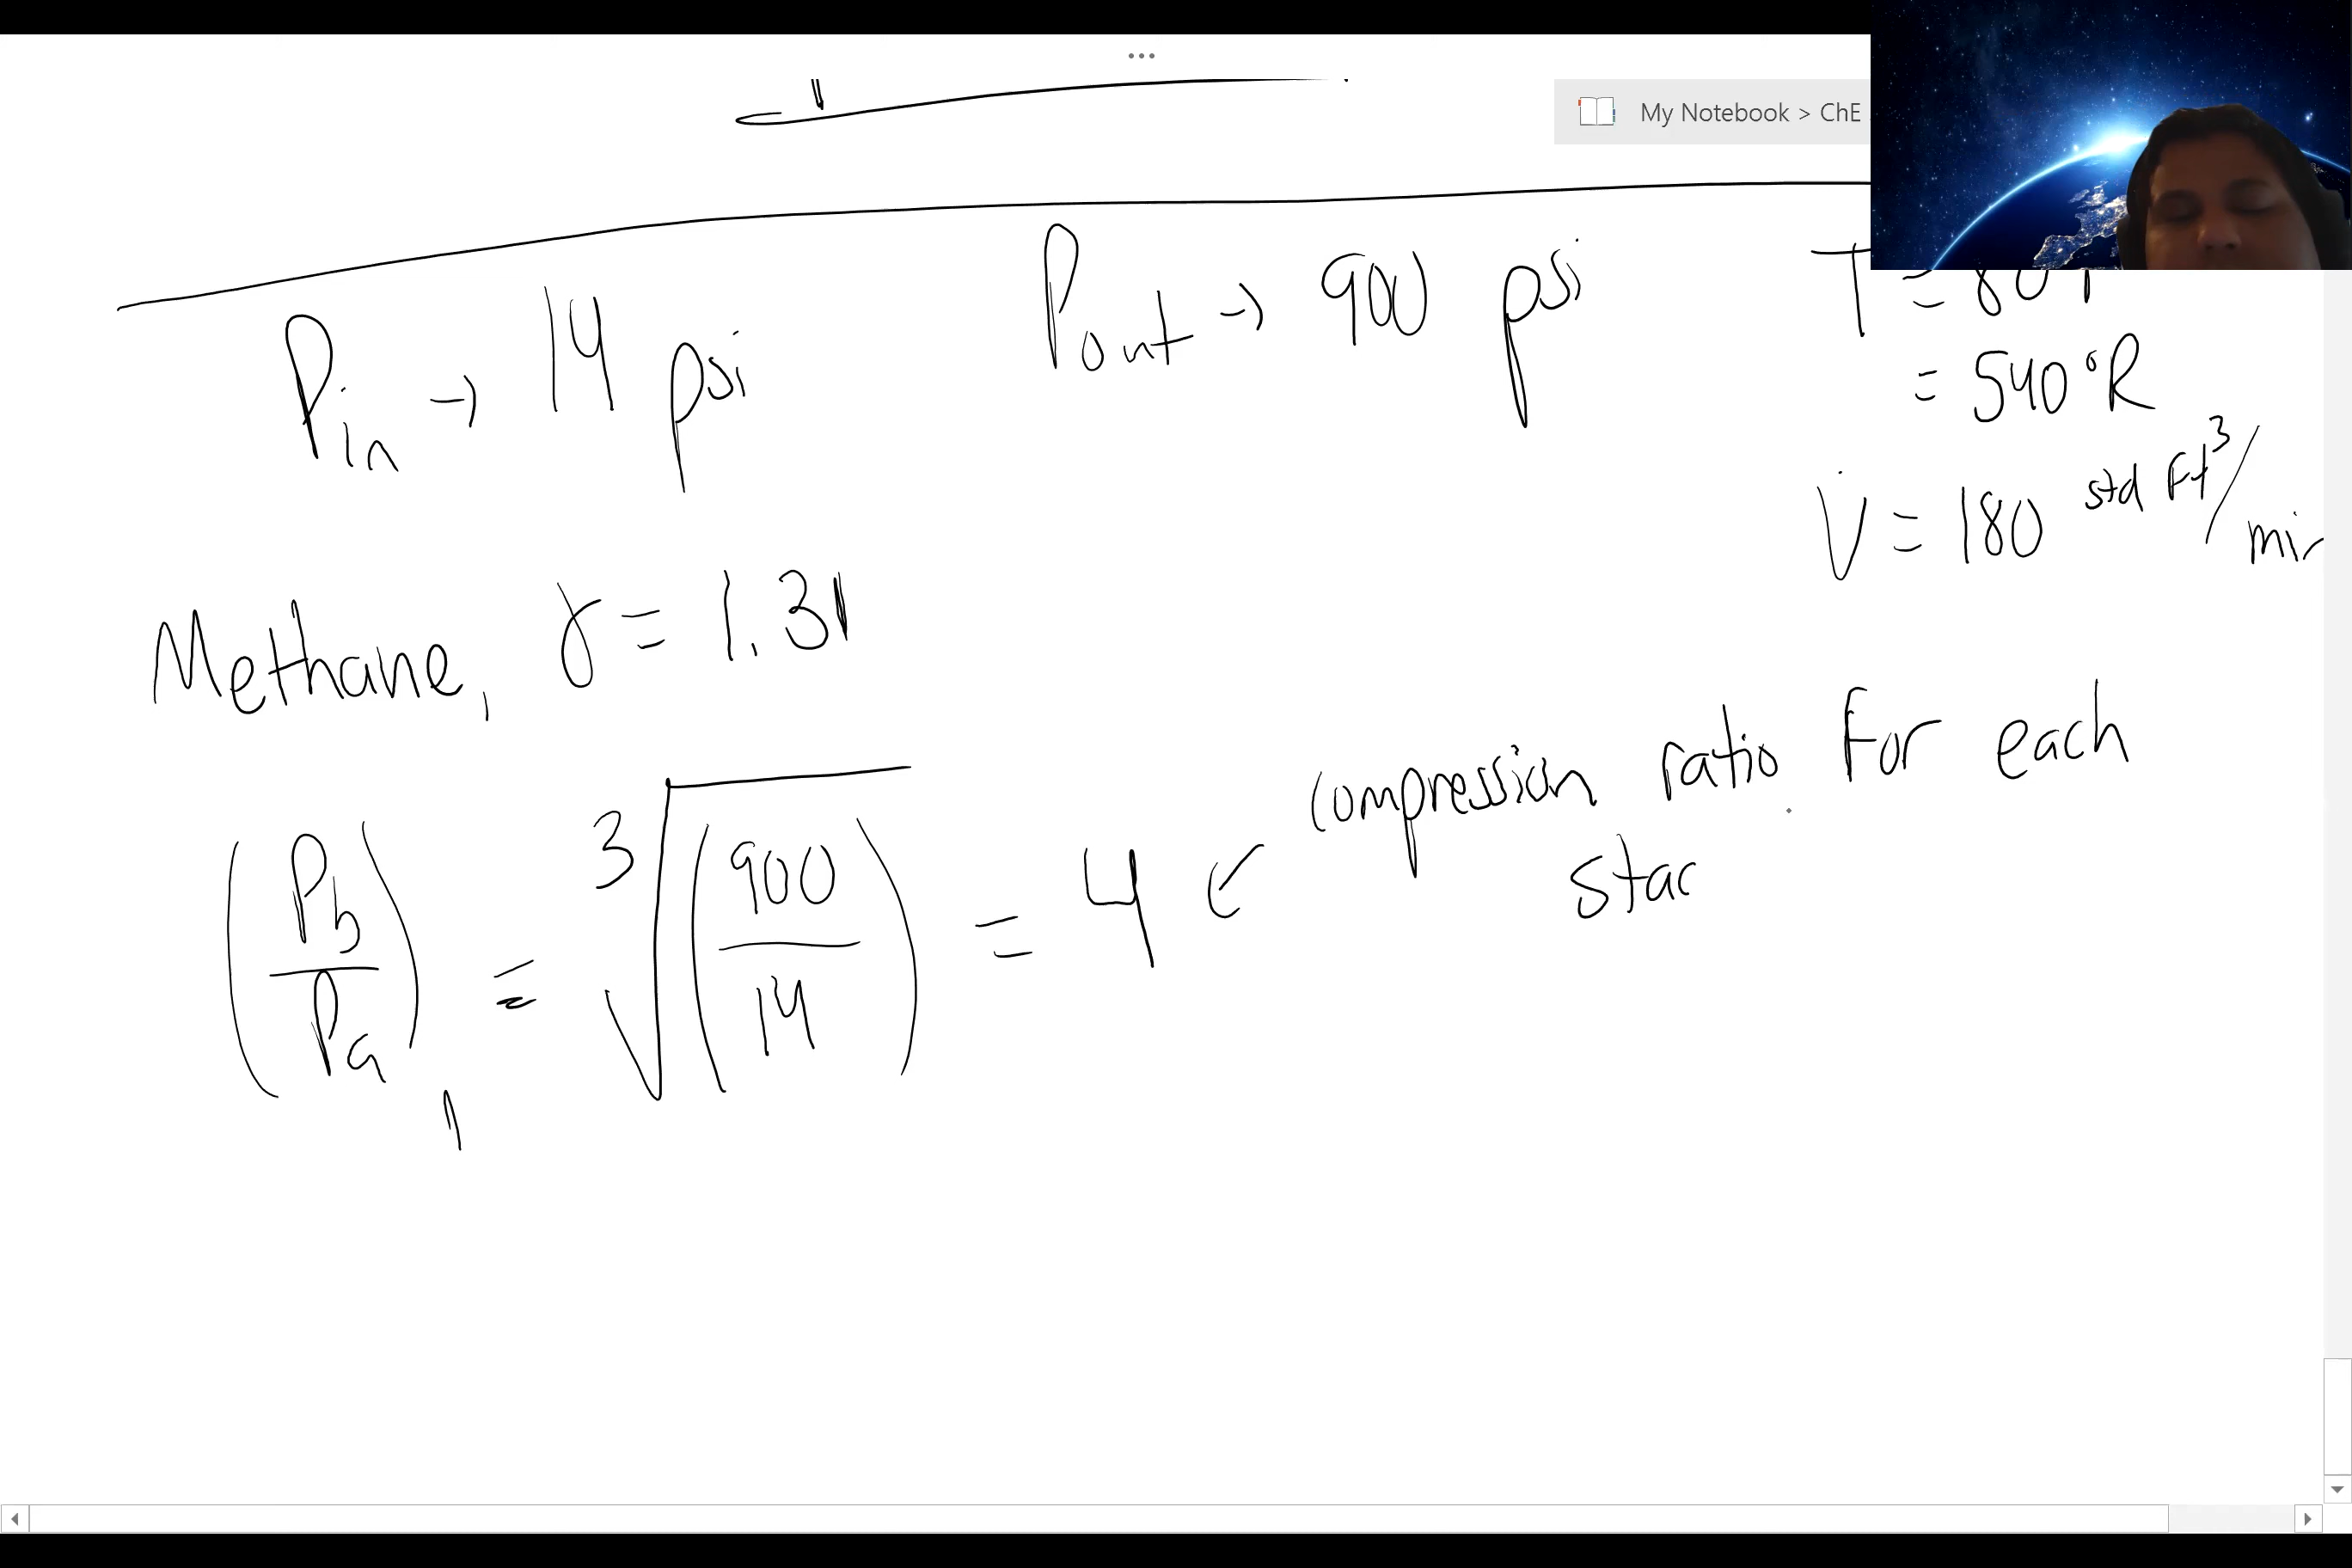 My Notebook > ChE
P_in → 14 psi
P_out → 900 psi
T = 80
= 540°R
V̇ = 180 std Ft³/min
Methane, γ = 1.31
(P_b/P_a)_1 = ∛(900/14) = 4 ← compression ratio For each
stac